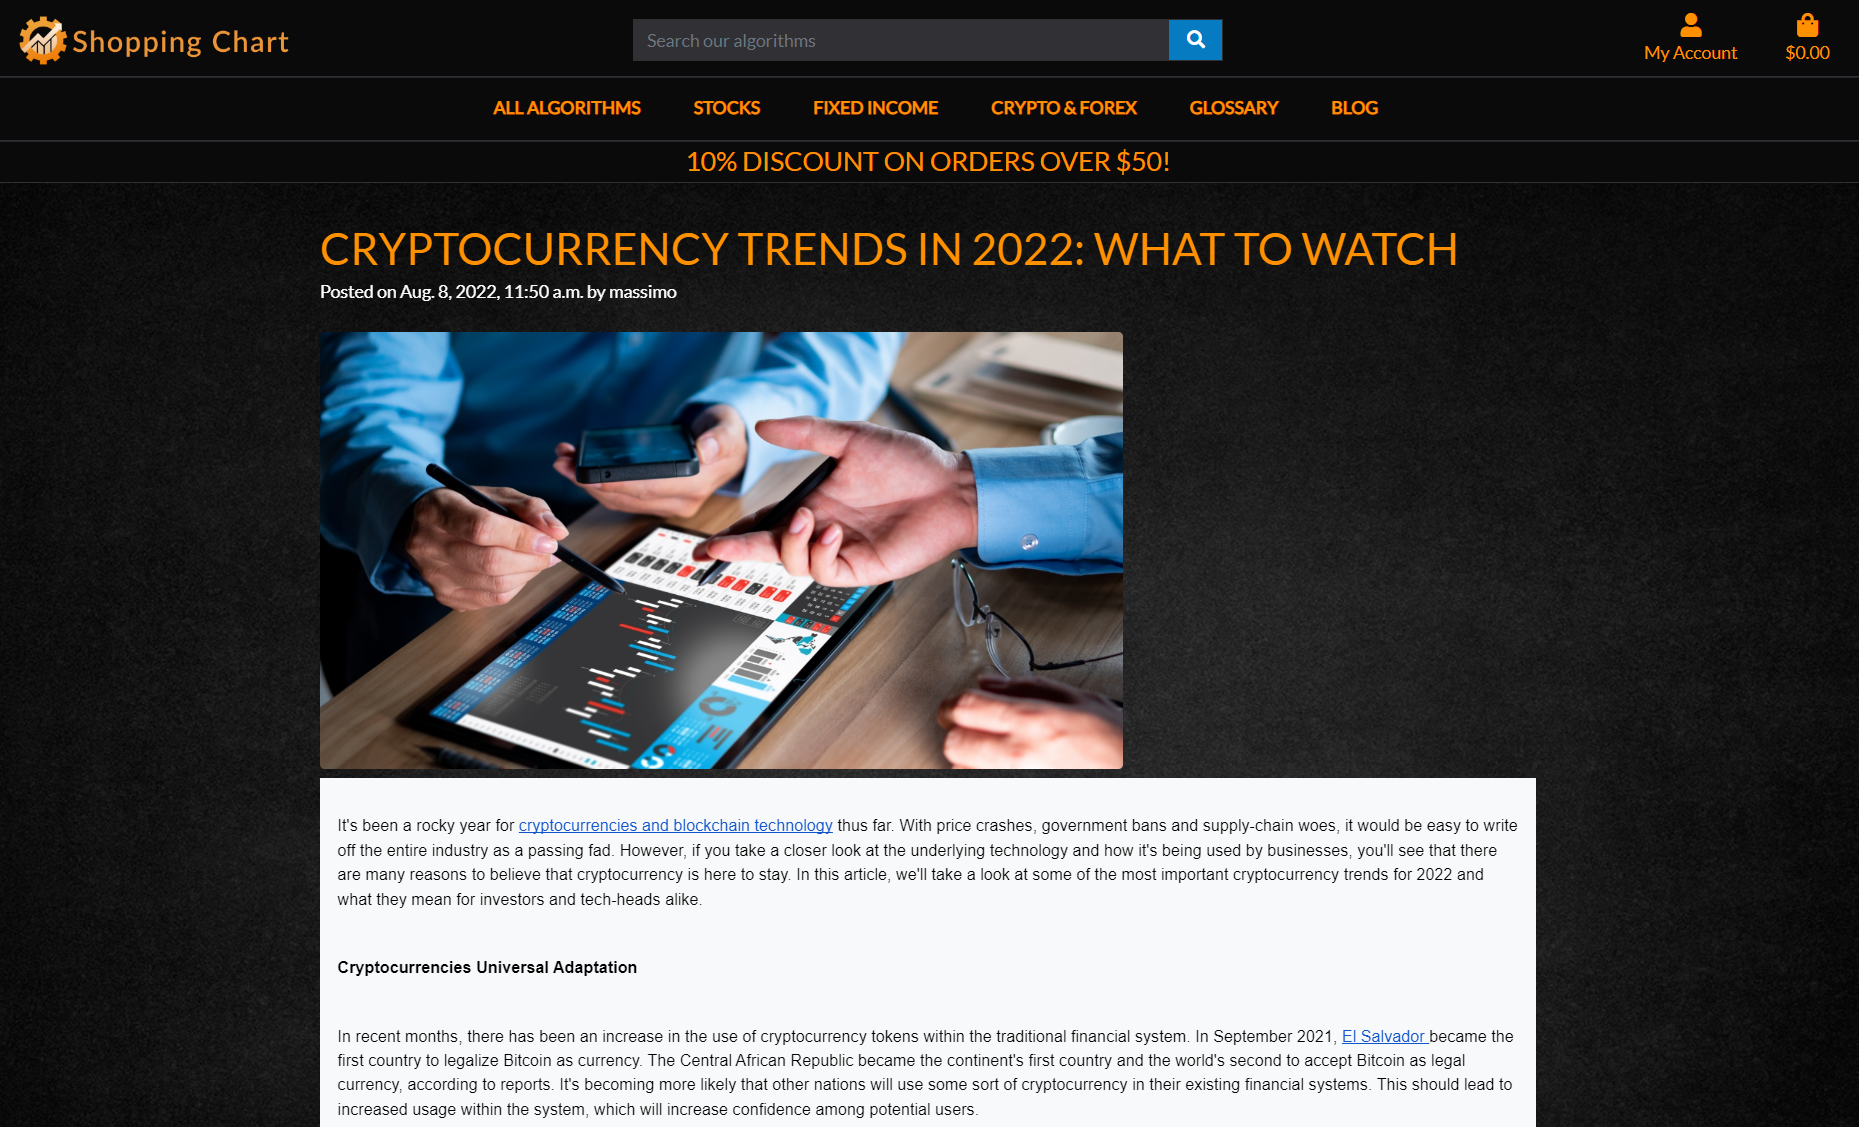 Shopping Chart
Search our algorithms
My Account
$0.00
ALL ALGORITHMS STOCKS FIXED INCOME CRYPTO & FOREX GLOSSARY BLOG
10% DISCOUNT ON ORDERS OVER $50!
CRYPTOCURRENCY TRENDS IN 2022: WHAT TO WATCH
Posted on Aug. 8, 2022, 11:50 a.m. by massimo
It's been a rocky year for cryptocurrencies and blockchain technology thus far. With price crashes, government bans and supply-chain woes, it would be easy to write
off the entire industry as a passing fad. However, if you take a closer look at the underlying technology and how it's being used by businesses, you'll see that there
are many reasons to believe that cryptocurrency is here to stay. In this article, we'll take a look at some of the most important cryptocurrency trends for 2022 and
what they mean for investors and tech-heads alike.
Cryptocurrencies Universal Adaptation
In recent months, there has been an increase in the use of cryptocurrency tokens within the traditional financial system. In September 2021, El Salvador became the
first country to legalize Bitcoin as currency. The Central African Republic became the continent's first country and the world's second to accept Bitcoin as legal
currency, according to reports. It's becoming more likely that other nations will use some sort of cryptocurrency in their existing financial systems. This should lead to
increased usage within the system, which will increase confidence among potential users.